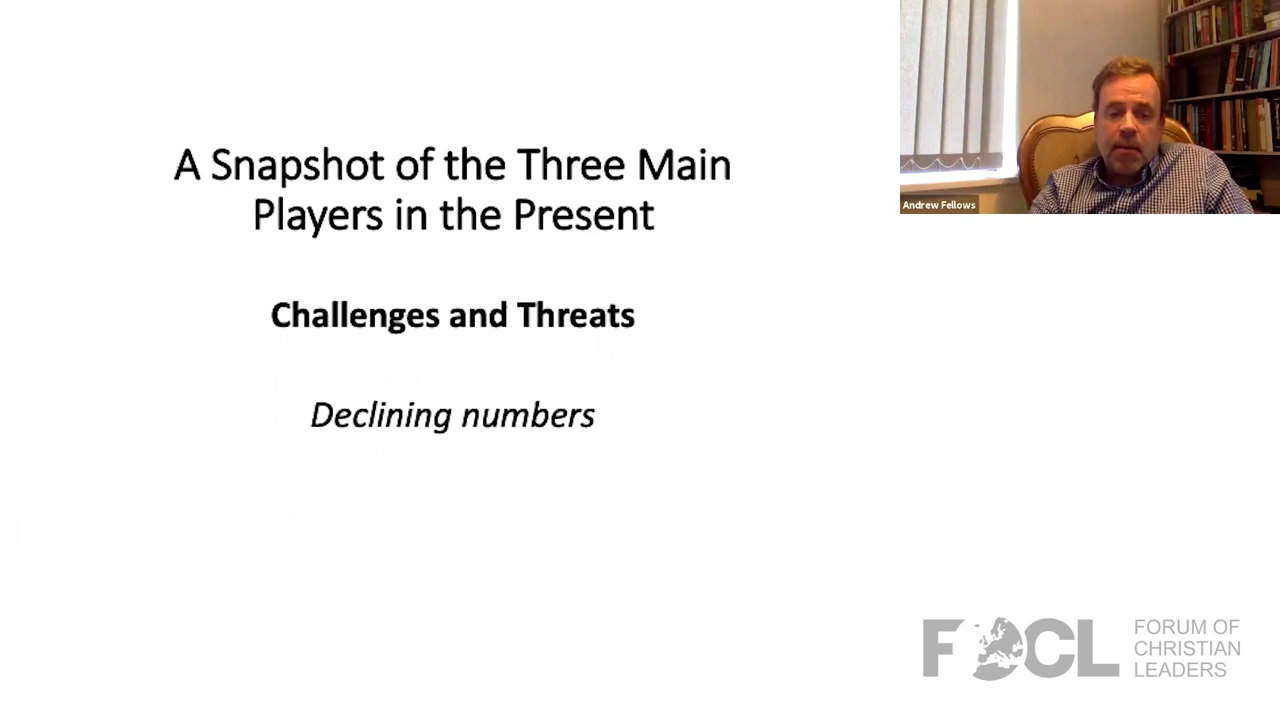 A Snapshot of the Three Main
Players in the Present
Challenges and Threats
Declining numbers
Andrew Fellows
FOCL
FORUM OF
CHRISTIAN
LEADERS